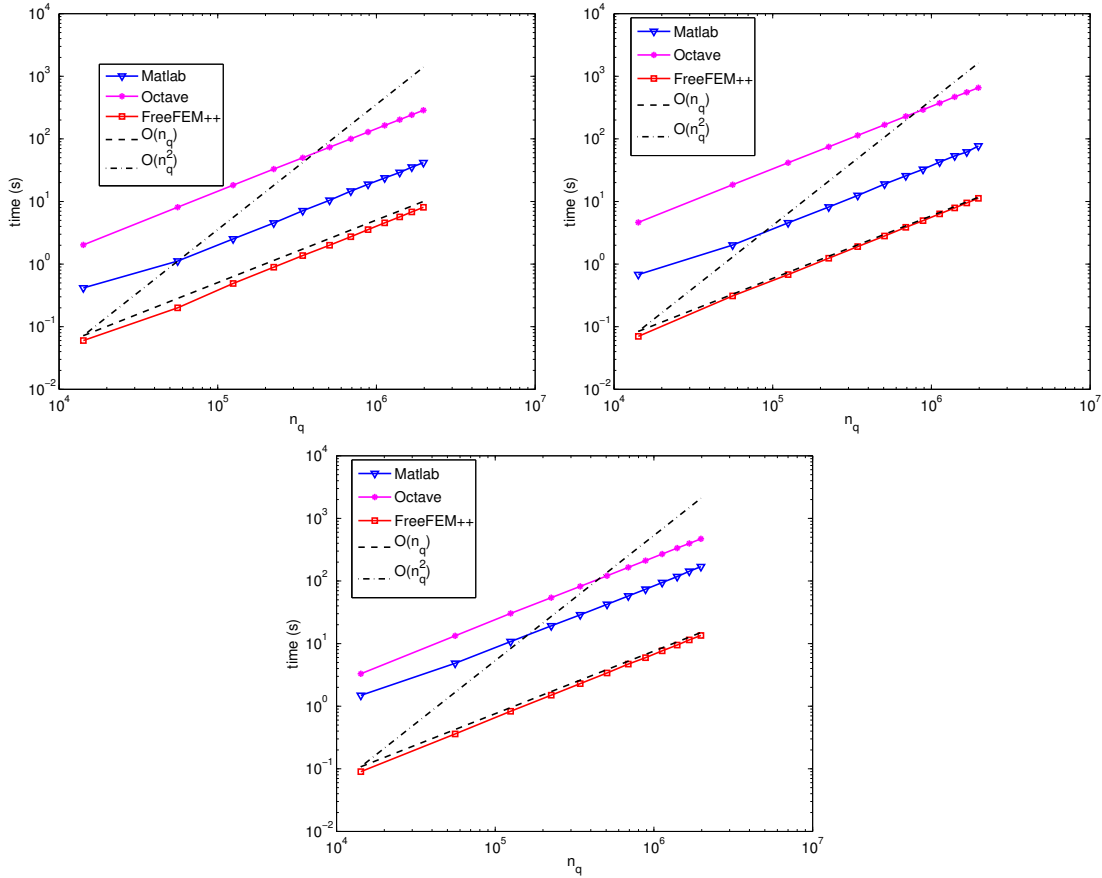 10^4
10^3
10^2
10^1
10^0
10^-1
10^-2
time (s)
Matlab
Octave
FreeFEM++
O(n_q)
O(n_q^2)
10^4
10^5
10^6
10^7
n_q
10^4
10^3
10^2
10^1
10^0
10^-1
10^-2
time (s)
Matlab
Octave
FreeFEM++
O(n_q)
O(n_q^2)
10^4
10^5
10^6
10^7
n_q
10^4
10^3
10^2
10^1
10^0
10^-1
10^-2
time (s)
Matlab
Octave
FreeFEM++
O(n_q)
O(n_q^2)
10^4
10^5
10^6
10^7
n_q